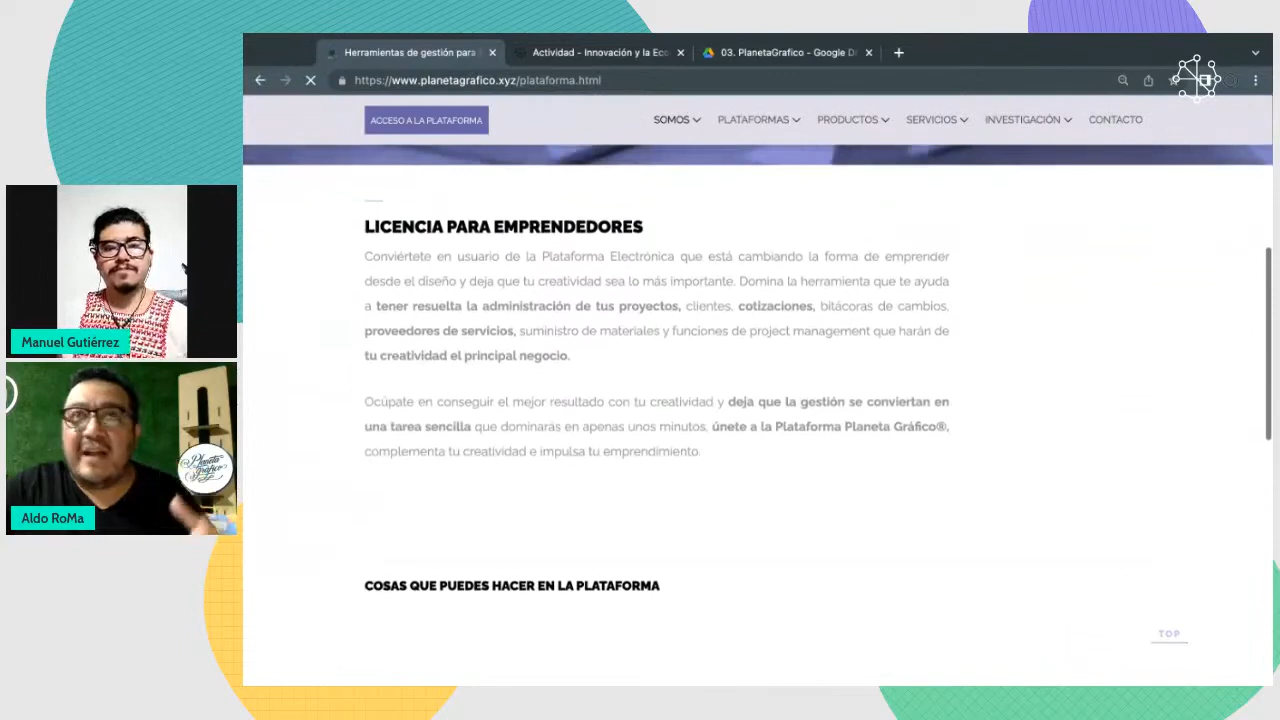 Herramientas de gestión para
Actividad - Innovación y la Eco
03. PlanetaGrafico - Google Dr
https://www.planetagrafico.xyz/plataforma.html
ACCESO A LA PLATAFORMA
SOMOS
PLATAFORMAS
PRODUCTOS
SERVICIOS
INVESTIGACIÓN
CONTACTO
LICENCIA PARA EMPRENDEDORES
Conviértete en usuario de la Plataforma Electrónica que está cambiando la forma de emprender
desde el diseño y deja que tu creatividad sea lo más importante. Domina la herramienta que te ayuda
a tener resuelta la administración de tus proyectos, clientes, cotizaciones, bitácoras de cambios,
proveedores de servicios, suministro de materiales y funciones de project management que harán de
tu creatividad el principal negocio.
Ocúpate en conseguir el mejor resultado con tu creatividad y deja que la gestión se conviertan en
una tarea sencilla que dominarás en apenas unos minutos, únete a la Plataforma Planeta Gráfico®,
complementa tu creatividad e impulsa tu emprendimiento.
COSAS QUE PUEDES HACER EN LA PLATAFORMA
TOP
Manuel Gutiérrez
Planeta
gráfico
Aldo RoMa